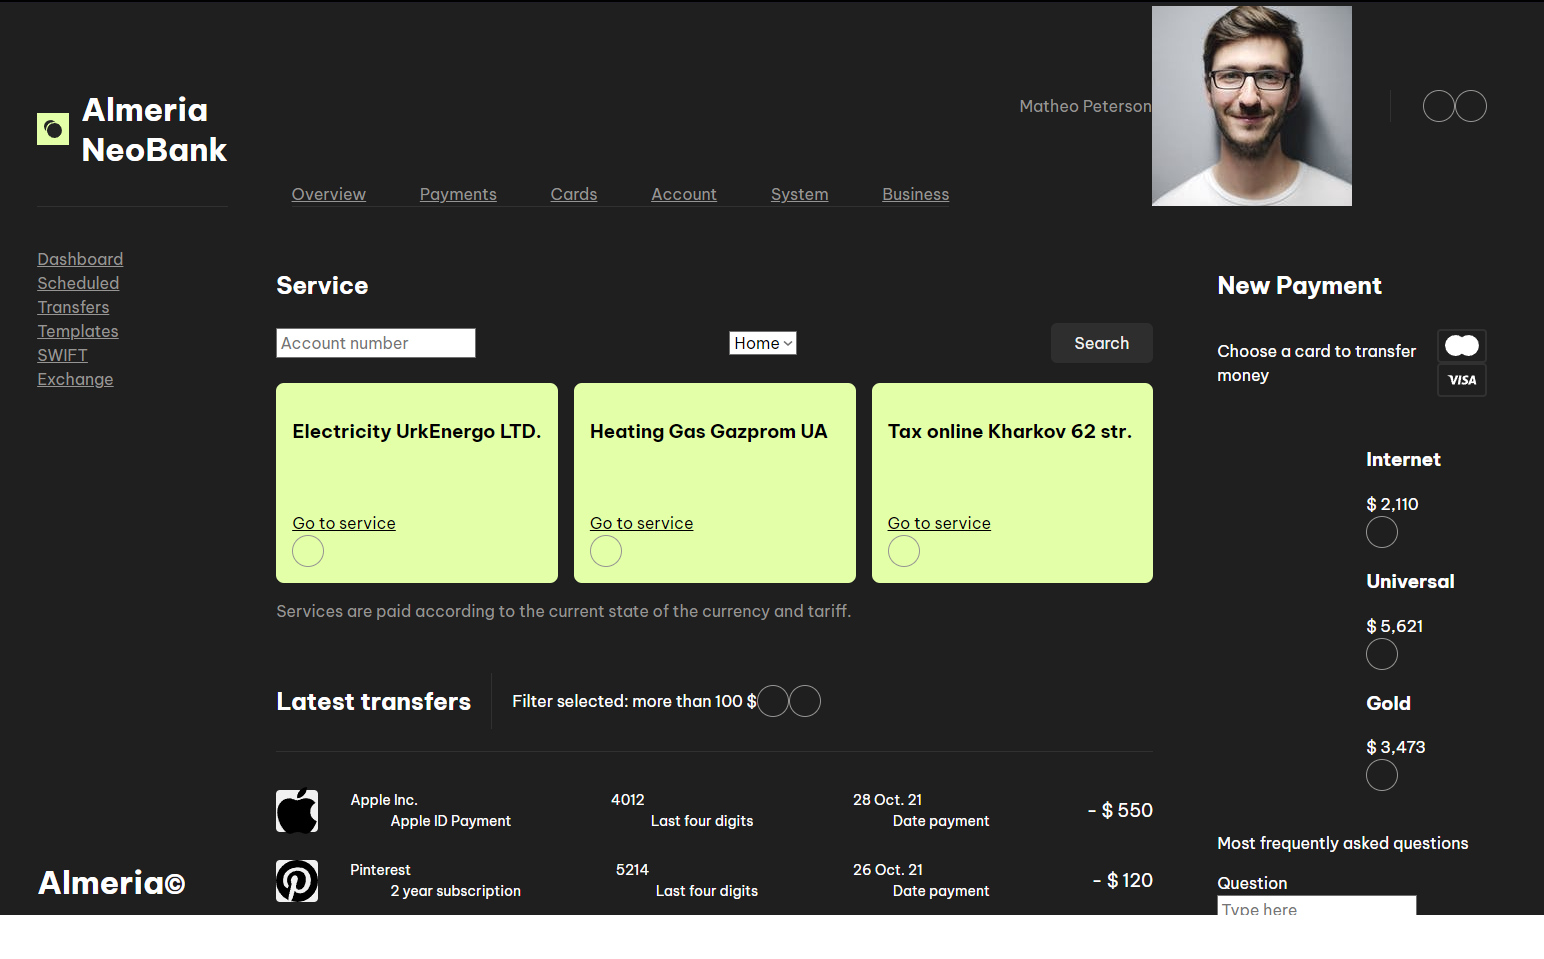 Almeria
NeoBank
Matheo Peterson
Overview Payments Cards Account System Business
Dashboard
Scheduled
Transfers
Templates
SWIFT
Exchange
Almeria©
Service
Account number Home Search
Electricity UrkEnergo LTD.
Go to service
Heating Gas Gazprom UA
Go to service
Tax online Kharkov 62 str.
Go to service
Services are paid according to the current state of the currency and tariff.
Latest transfers Filter selected: more than 100 $
Apple Inc. 4012 28 Oct. 21 - $ 550
Apple ID Payment Last four digits Date payment
Pinterest 5214 26 Oct. 21 - $ 120
2 year subscription Last four digits Date payment
New Payment
Choose a card to transfer
money
VISA
Internet
$ 2,110
Universal
$ 5,621
Gold
$ 3,473
Most frequently asked questions
Question
Type here